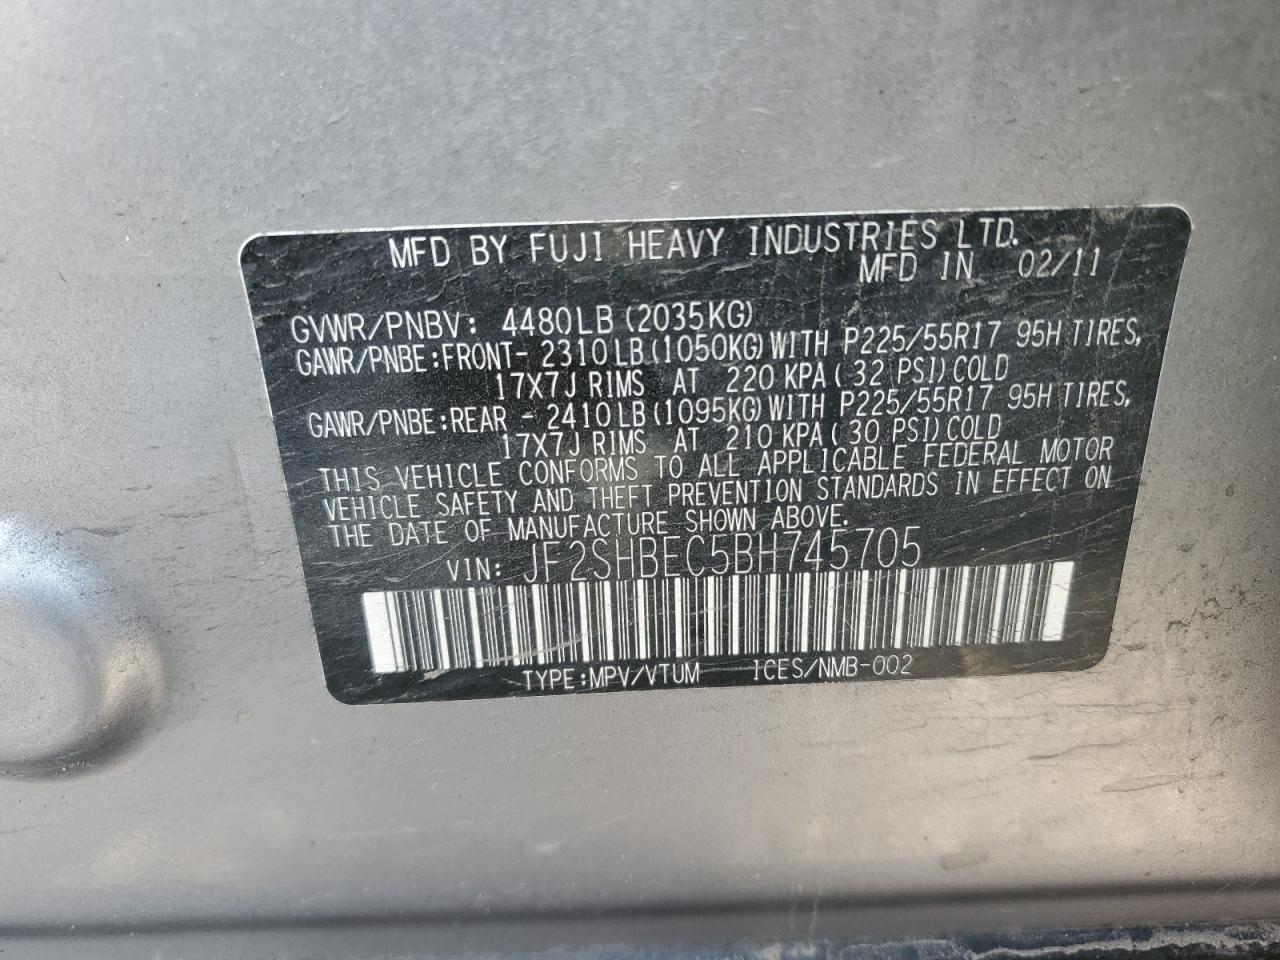 MFD BY FUJI HEAVY INDUSTRIES LTD.
MFD IN 02/11
GVWR/PNBV: 4480LB (2035KG)
GAWR/PNBE:FRONT- 2310LB(1050KG)WITH P225/55R17 95H TIRES,
17X7J RIMS AT 220 KPA( 32 PSI)COLD
GAWR/PNBE:REAR - 2410LB(1095KG)WITH P225/55R17 95H TIRES,
17X7J RIMS AT 210 KPA( 30 PSI)COLD
THIS VEHICLE CONFORMS TO ALL APPLICABLE FEDERAL MOTOR
VEHICLE SAFETY AND THEFT PREVENTION STANDARDS IN EFFECT ON
THE DATE OF MANUFACTURE SHOWN ABOVE.
VIN: JF2SHBEC5BH745705
TYPE:MPV/VTUM ICES/NMB-002